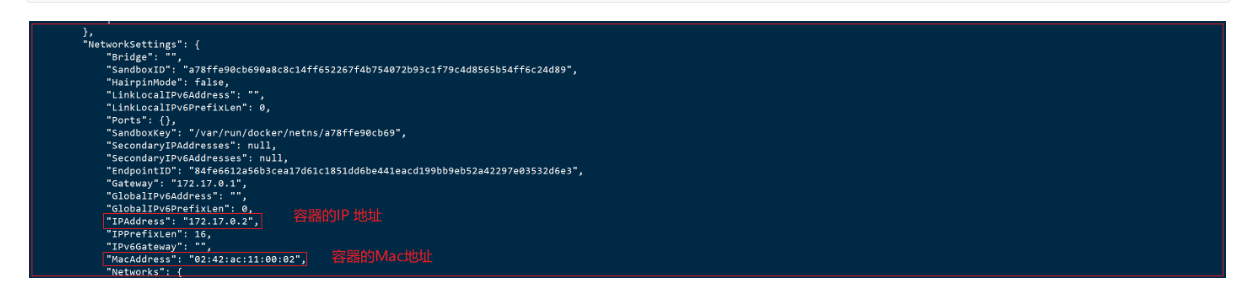 },
"NetworkSettings": {
"Bridge": "",
"SandboxID": "a78ffe90cb690a8c8c14ff652267f4b754072b93c1f79c4d8565b54ff6c24d89",
"HairpinMode": false,
"LinkLocalIPv6Address": "",
"LinkLocalIPv6PrefixLen": 0,
"Ports": {},
"SandboxKey": "/var/run/docker/netns/a78ffe90cb69",
"SecondaryIPAddresses": null,
"SecondaryIPv6Addresses": null,
"EndpointID": "84fe6612a56b3cea17d61c1851dd6be441eacd199bb9eb52a42297e03532d6e3",
"Gateway": "172.17.0.1",
"GlobalIPv6Address": "",
"GlobalIPv6PrefixLen": 0,
"IPAddress": "172.17.0.2", 容器的IP 地址
"IPPrefixLen": 16,
"IPv6Gateway": "",
"MacAddress": "02:42:ac:11:00:02", 容器的Mac地址
"Networks": {